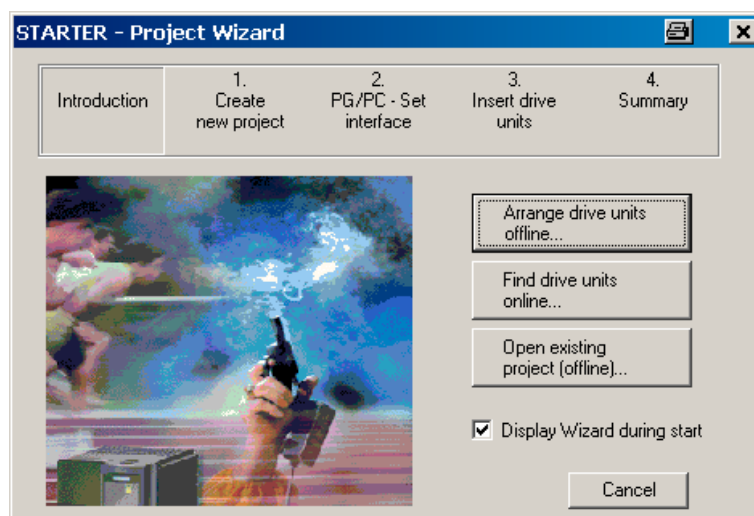 STARTER - Project Wizard
Introduction
1.
Create
new project
2.
PG/PC - Set
interface
3.
Insert drive
units
4.
Summary
Arrange drive units
offline...
Find drive units
online...
Open existing
project (offline)...
Display Wizard during start
Cancel